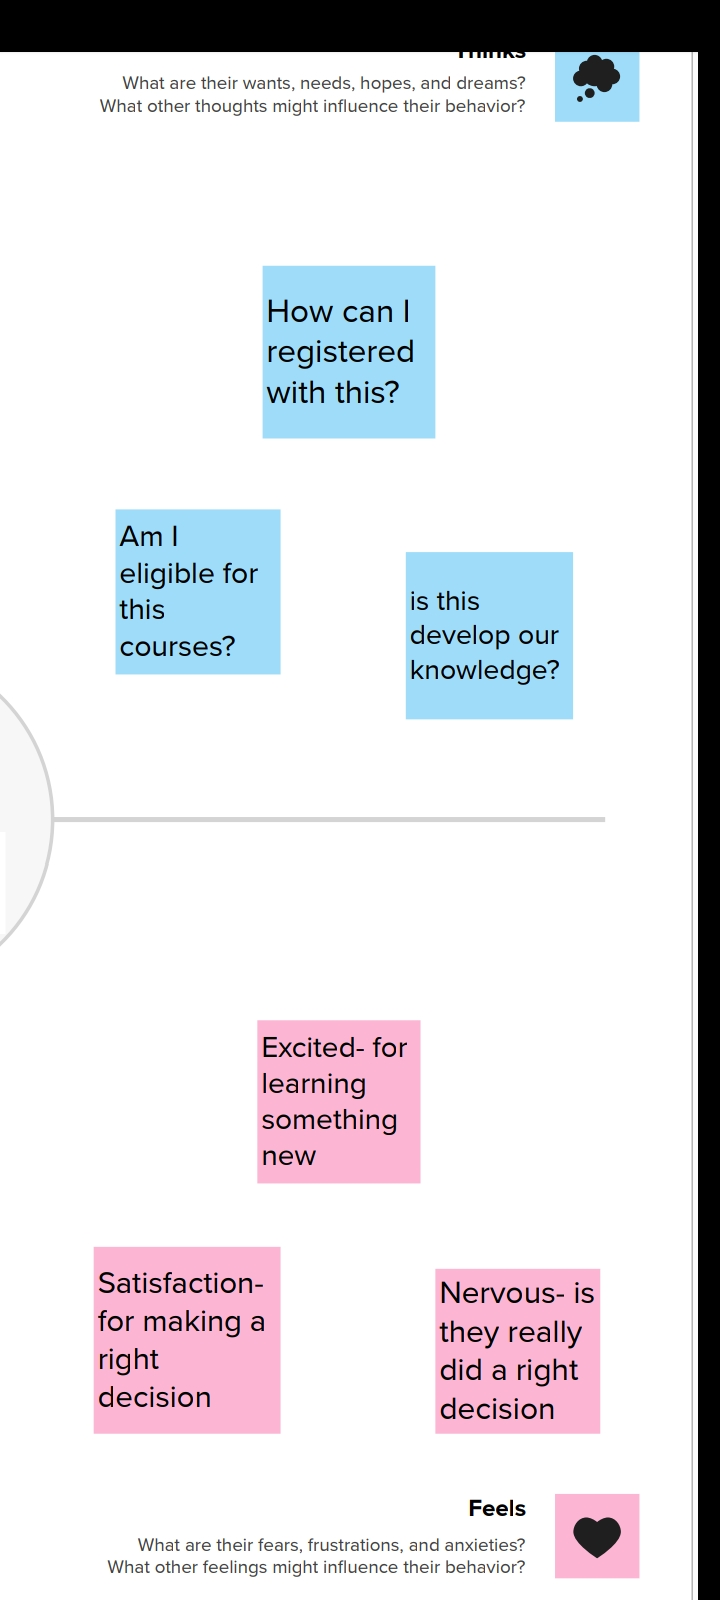 Thinks
What are their wants, needs, hopes, and dreams?
What other thoughts might influence their behavior?
How can I
registered
with this?
Am I
eligible for
this
courses?
is this
develop our
knowledge?
Excited- for
learning
something
new
Satisfaction-
for making a
right
decision
Nervous- is
they really
did a right
decision
Feels
What are their fears, frustrations, and anxieties?
What other feelings might influence their behavior?